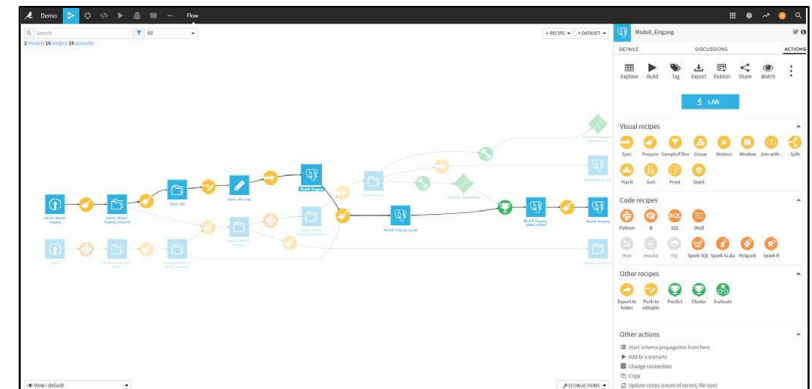 Demo
Flow
Search
All
+ RECIPE
+ DATASET
2 models 16 recipes 16 datasets
Modell_Eingang
DETAILS
DISCUSSIONS
ACTIONS
Explore
Build
Tag
Export
Publish
Share
Watch
LAB
Visual recipes
Sync
Prepare
Sample/Filter
Group
Distinct
Window
Join with...
Split
Top N
Sort
Pivot
Stack
Code recipes
Python
R
SQL
Shell
Hive
Impala
Pig
Spark SQL
Spark Scala
PySpark
Spark R
Other recipes
Export to folder
Push to editable
Predict
Cluster
Evaluate
Other actions
Start schema propagation from here
Add to a scenario
Change connection
Copy
Update status (count of record, file size)
View : default
FLOW ACTIONS